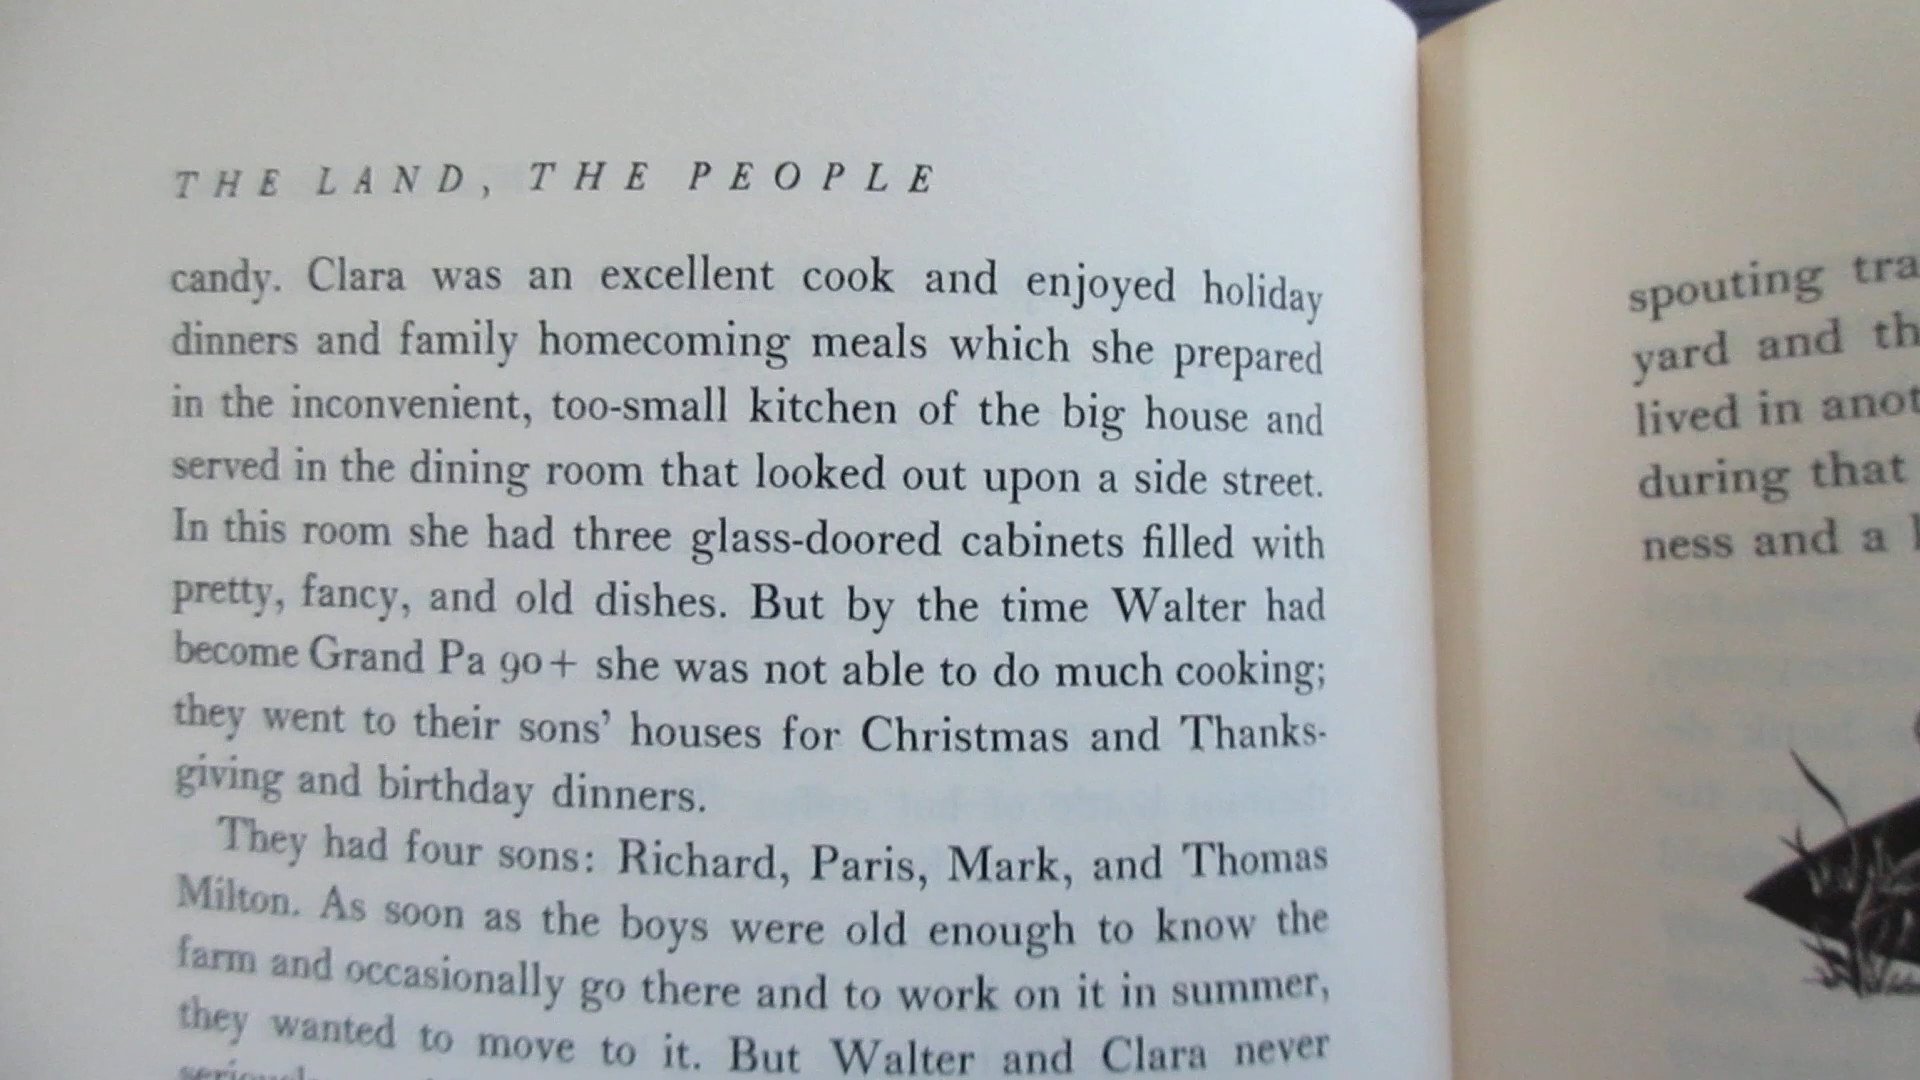 THE LAND, THE PEOPLE
candy. Clara was an excellent cook and enjoyed holiday
dinners and family homecoming meals which she prepared
in the inconvenient, too-small kitchen of the big house and
served in the dining room that looked out upon a side street.
In this room she had three glass-doored cabinets filled with
pretty, fancy, and old dishes. But by the time Walter had
become Grand Pa 90+ she was not able to do much cooking;
they went to their sons' houses for Christmas and Thanks-
giving and birthday dinners.
They had four sons: Richard, Paris, Mark, and Thomas
Milton. As soon as the boys were old enough to know the
farm and occasionally go there and to work on it in summer,
they wanted to move to it. But Walter and Clara never
spouting
yard and
lived in
during that
ness and a